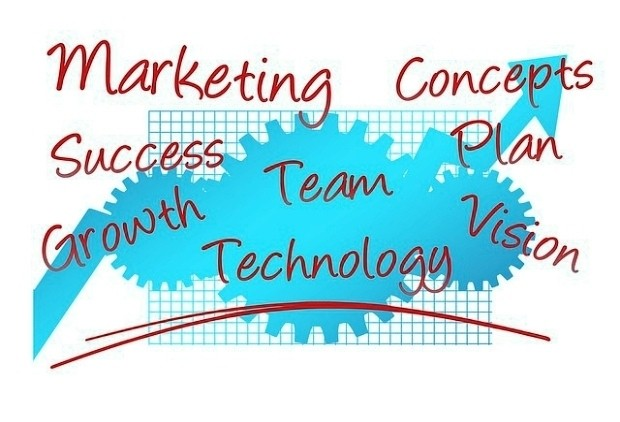 Marketing
Concepts
Success
Plan
Team
Growth
Vision
Technology